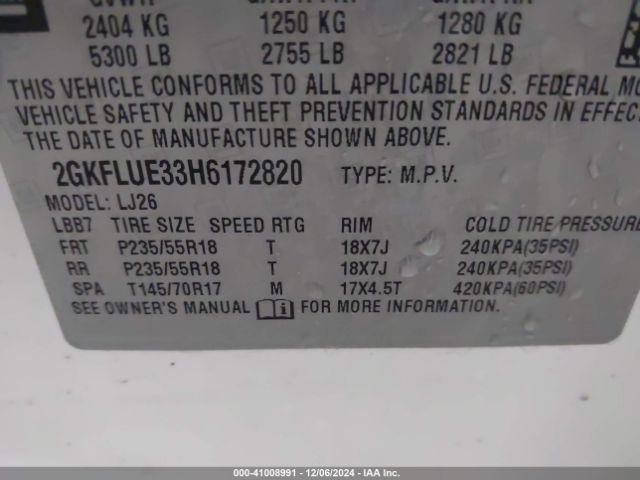 2404 KG 1250 KG 1280 KG
5300 LB 2755 LB 2821 LB
THIS VEHICLE CONFORMS TO ALL APPLICABLE U.S. FEDERAL MO
VEHICLE SAFETY AND THEFT PREVENTION STANDARDS IN EFFEC
THE DATE OF MANUFACTURE SHOWN ABOVE.
2GKFLUE33H6172820 TYPE: M.P.V.
MODEL: LJ26
LBB7 TIRE SIZE SPEED RTG RIM COLD TIRE PRESSURE
FRT P235/55R18 T 18X7J 240KPA(35PSI)
RR P235/55R18 T 18X7J 240KPA(35PSI)
SPA T145/70R17 M 17X4.5T 420KPA(60PSI)
SEE OWNER'S MANUAL FOR MORE INFORMATION.
000-41008991 - 12/06/2024 - IAA Inc.